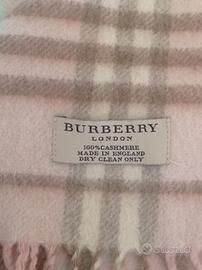 BURBERRY
LONDON
100%CASHMERE
MADE IN ENGLAND
DRY CLEAN ONLY